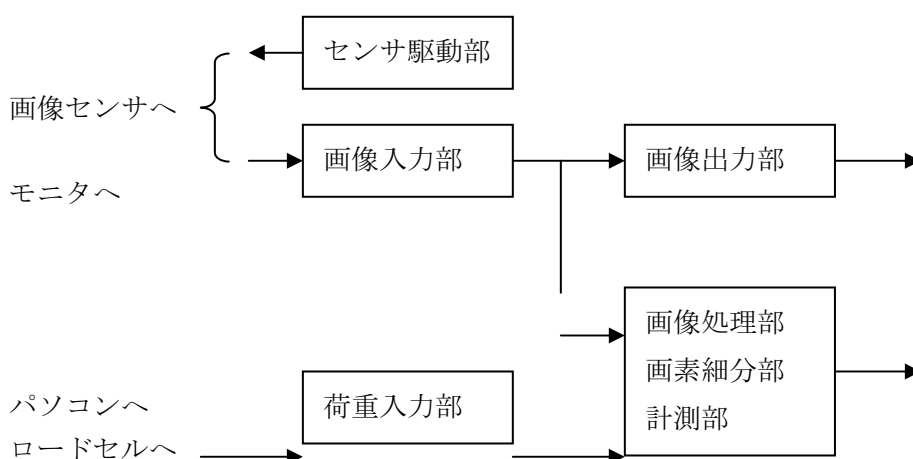 センサ駆動部
画像センサへ
画像入力部
画像出力部
モニタへ
画像処理部
画素細分部
計測部
パソコンへ
荷重入力部
ロードセルへ